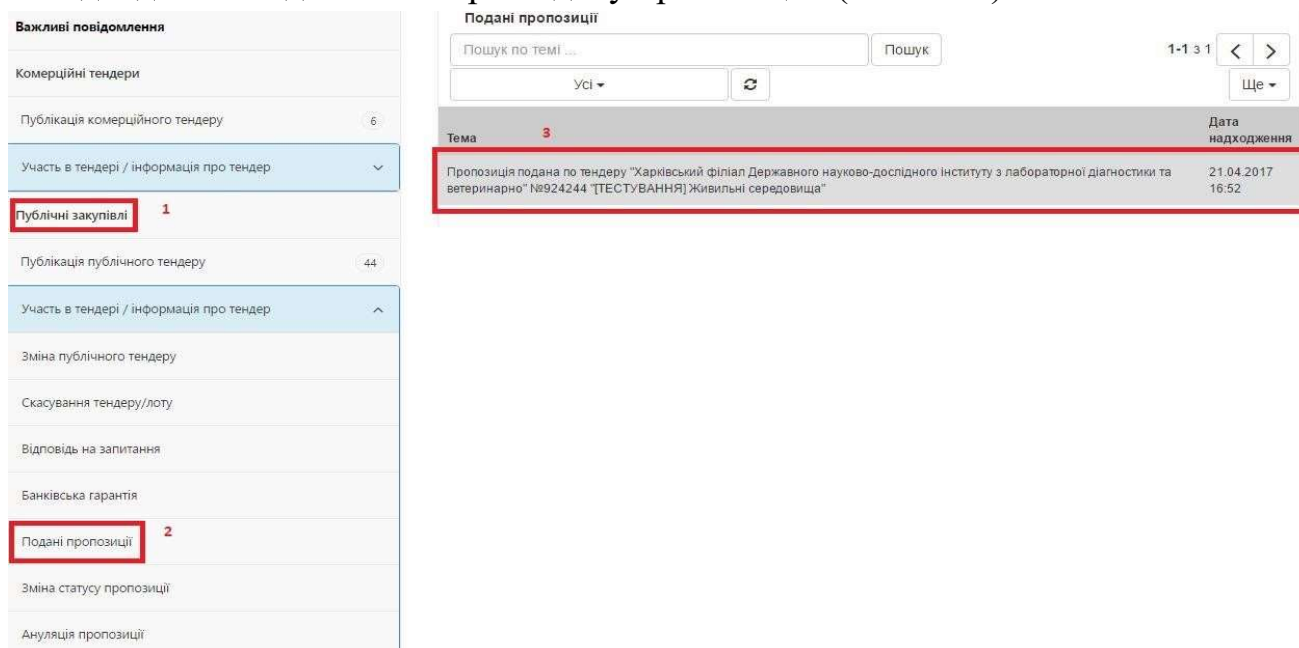 Важливі повідомлення
Комерційні тендери
Публікація комерційного тендеру 6
Участь в тендері / інформація про тендер
Публічні закупівлі 1
Публікація публічного тендеру 44
Участь в тендері / інформація про тендер
Зміна публічного тендеру
Скасування тендеру/лоту
Відповідь на запитання
Банківська гарантія
Подані пропозиції 2
Зміна статусу пропозиції
Ануляція пропозиції
Подані пропозиції
Пошук по темі ... Пошук 1-1 з 1 < >
Усі Ще
Тема 3 Дата
надходження
Пропозиція подана по тендеру "Харківський філіал Державного науково-дослідного інституту з лабораторної діагностики та 21.04.2017
ветеринарно" №924244 "[ТЕСТУВАННЯ] Живильні середовища" 16:52